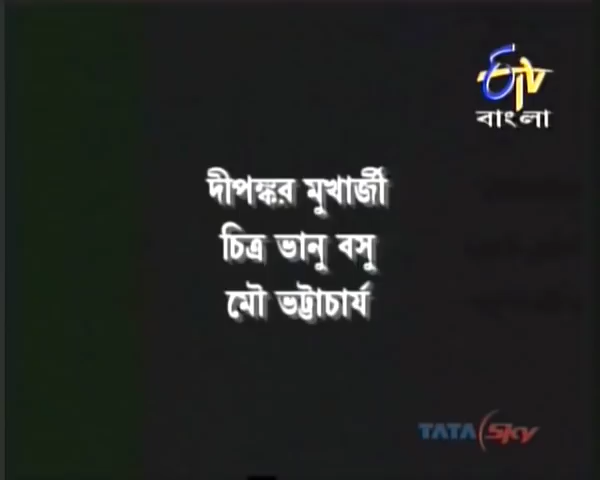 ETV
বাংলা
দীপঙ্কর মুখার্জী
চিত্র ভানু বসু
মৌ ভট্টাচার্য
TATA Sky